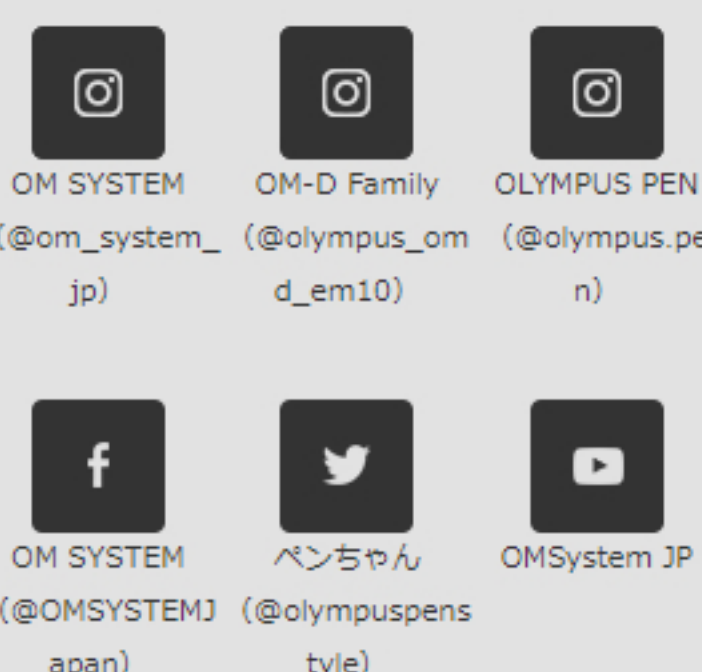 OM SYSTEM
(@om_system_
jp)
OM-D Family
(@olympus_om
d_em10)
OLYMPUS PEN
(@olympus.pe
n)
OM SYSTEM
(@OMSYSTEMJ
apan)
ペンちゃん
(@olympuspens
tyle)
OMSystem JP